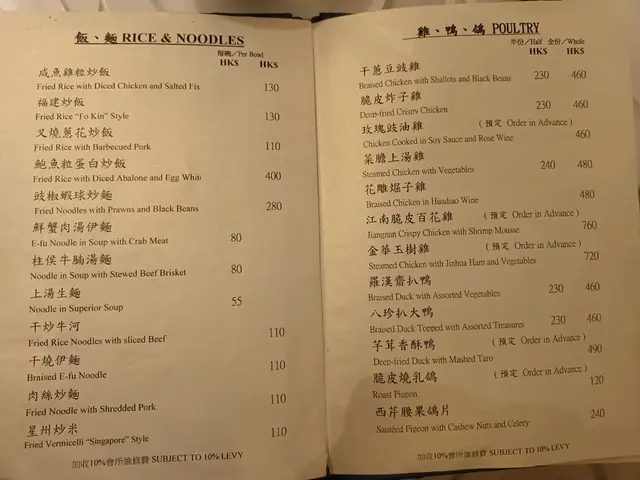 飯、麵 RICE & NOODLES
每碗/Per Bowl
HK$ HK$
咸魚雞粒炒飯
Fried Rice with Diced Chicken and Salted Fis 130
福建炒飯
Fried Rice "Fo Kin" Style 130
叉燒蔥花炒飯
Fried Rice with Barbecued Pork 110
鮑魚粒蛋白炒飯
Fried Rice with Diced Abalone and Egg White 400
豉椒蝦球炒麵
Fried Noodles with Prawns and Black Beans 280
鮮蟹肉湯伊麵
E-fu Noodle in Soup with Crab Meat 80
柱侯牛腩湯麵
Noodle in Soup with Stewed Beef Brisket 80
上湯生麵
Noodle in Superior Soup 55
干炒牛河
Fried Rice Noodles with sliced Beef 110
干燒伊麵
Braised E-fu Noodle 110
肉絲炒麵
Fried Noodle with Shredded Pork 110
星州炒米
Fried Vermicelli "Singapore" Style 110
加收10%會所維修費 SUBJECT TO 10% LEVY
雞、鴨、鴿 POULTRY
半份/Half 全份/Whole
HK$ HK$
干蔥豆豉雞
Braised Chicken with Shallots and Black Beans 230 460
脆皮炸子雞
Deep-fried Crispy Chicken 230 460
玫瑰豉油雞 (預定 Order in Advance)
Chicken Cooked in Soy Sauce and Rose Wine 460
菜膽上湯雞
Steamed Chicken with Vegetables 240 480
花雕焗子雞
Braised Chicken in Huadiao Wine 480
江南脆皮百花雞 (預定 Order in Advance)
Jiangnan Crispy Chicken with Shrimp Mousse 760
金華玉樹雞 (預定 Order in Advance)
Steamed Chicken with Jinhua Ham and Vegetables 720
羅漢齋扒鴨
Braised Duck with Assorted Vegetables 230 460
八珍扒大鴨
Braised Duck Topped with Assorted Treasures 230 460
芊茸香酥鴨 (預定 Order in Advance)
Deep-fried Duck with Mashed Taro 490
脆皮燒乳鴿 (預定 Order in Advance)
Roast Pigeon 120
西芹腰果鴿片
Sautéed Pigeon with Cashew Nuts and Celery 240
加收10%會所維修費 SUBJECT TO 10% LEVY